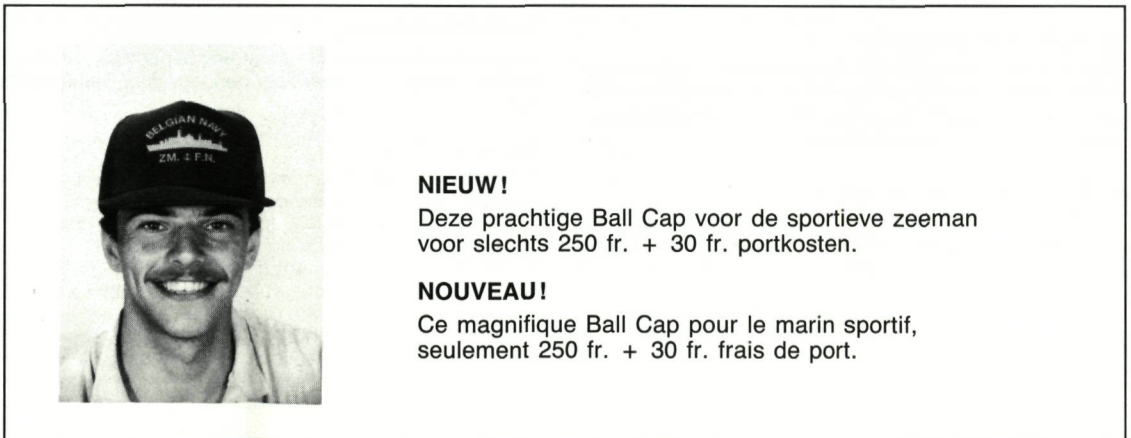 BELGIAN NAVY
ZM. ⚓ F.N.
NIEUW!
Deze prachtige Ball Cap voor de sportieve zeeman
voor slechts 250 fr. + 30 fr. portkosten.
NOUVEAU!
Ce magnifique Ball Cap pour le marin sportif,
seulement 250 fr. + 30 fr. frais de port.